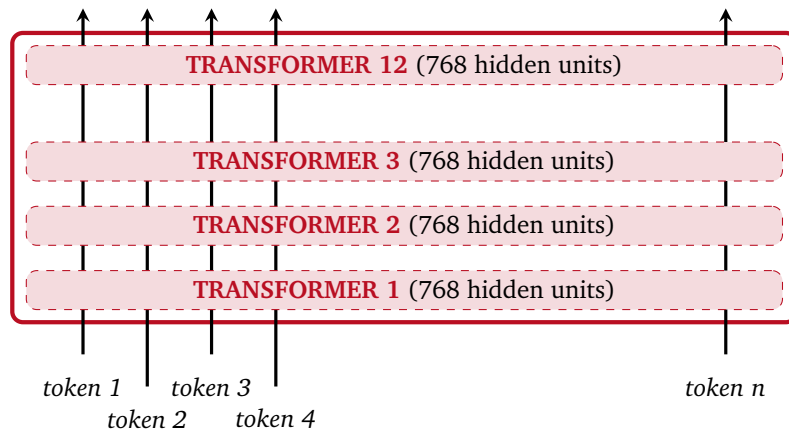 TRANSFORMER 12 (768 hidden units)
TRANSFORMER 3 (768 hidden units)
TRANSFORMER 2 (768 hidden units)
TRANSFORMER 1 (768 hidden units)
token 1 token 3 token n
token 2 token 4